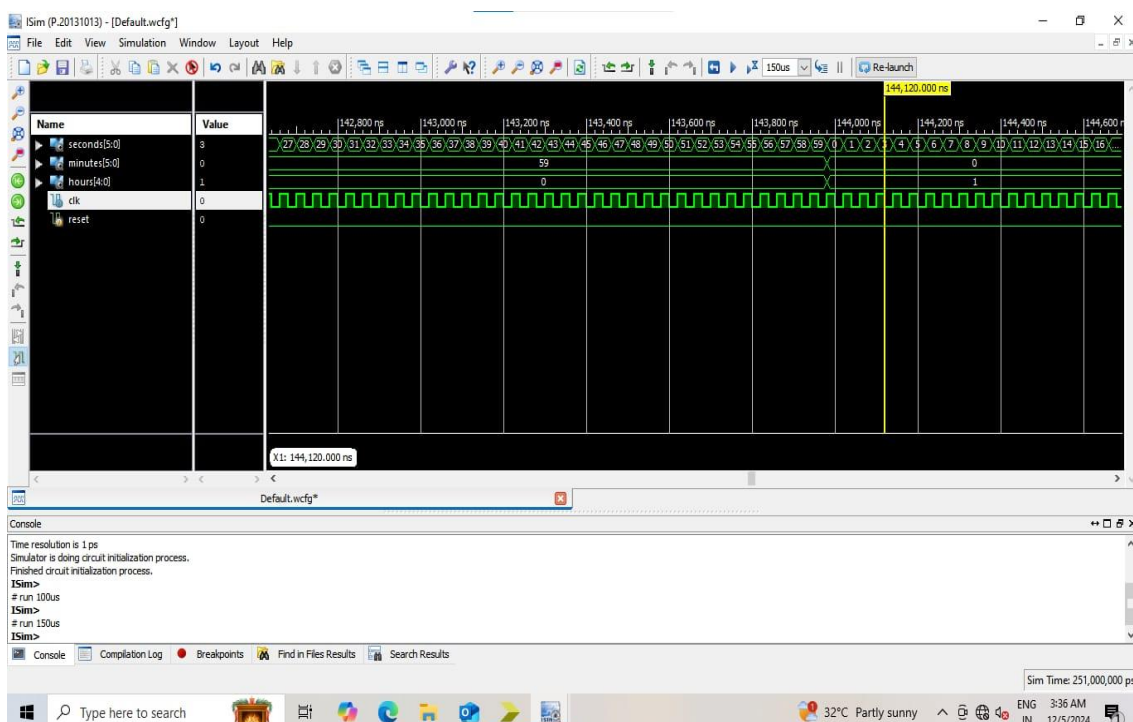 ISim (P.20131013) - [Default.wcfg*]
File Edit View Simulation Window Layout Help
150us Re-launch
144,120.000 ns
Name Value
142,800 ns 143,000 ns 143,200 ns 143,400 ns 143,600 ns 143,800 ns 144,000 ns 144,200 ns 144,400 ns 144,600 n
seconds[5:0] 3 27 28 29 30 31 32 33 34 35 36 37 38 39 40 41 42 43 44 45 46 47 48 49 50 51 52 53 54 55 56 57 58 59 0 1 2 3 4 5 6 7 8 9 10 11 12 13 14 15 16 ...
minutes[5:0] 0 59 0
hours[4:0] 1 0 1
clk 0
reset 0
X1: 144,120.000 ns
Default.wcfg*
Console
Time resolution is 1 ps
Simulator is doing circuit initialization process.
Finished circuit initialization process.
ISim>
# run 100us
ISim>
# run 150us
ISim>
Console Compilation Log Breakpoints Find in Files Results Search Results
Sim Time: 251,000,000 ps
Type here to search 32°C Partly sunny ENG 3:36 AM
IN 12/5/2024